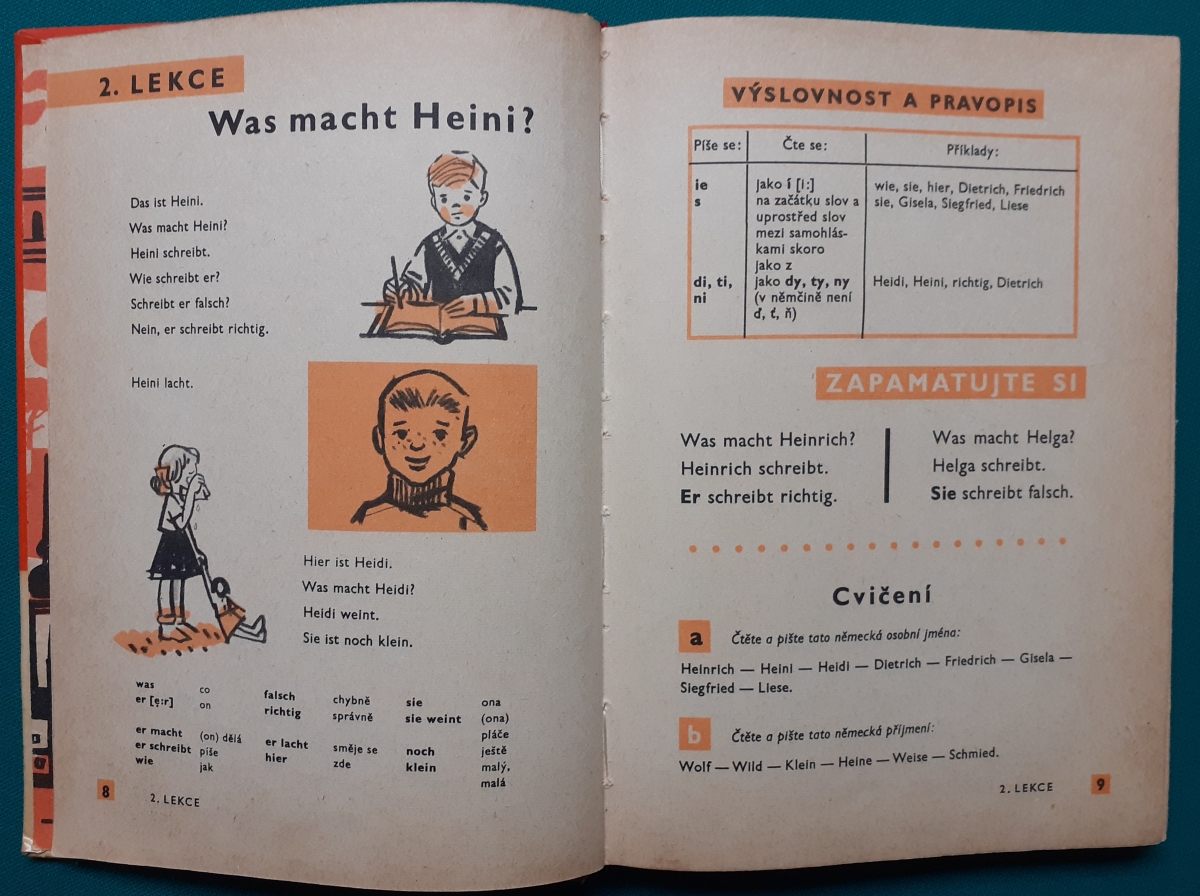 2. LEKCE
Was macht Heini?
Das ist Heini.
Was macht Heini?
Heini schreibt.
Wie schreibt er?
Schreibt er falsch?
Nein, er schreibt richtig.
Heini lacht.
Hier ist Heidi.
Was macht Heidi?
Heidi weint.
Sie ist noch klein.
was co
er [ẹ:r] on
er macht (on) dělá
er schreibt píše
wie jak
falsch chybně
richtig správně
er lacht směje se
hier zde
sie ona
sie weint (ona)
pláče
noch ještě
klein malý,
malá
8 2. LEKCE
VÝSLOVNOST A PRAVOPIS
Píše se: Čte se: Příklady:
ie jako í [i:] wie, sie, hier, Dietrich, Friedrich
s na začátku slov a sie, Gisela, Siegfried, Liese
uprostřed slov
mezi samohlás-
kami skoro
jako z
di, ti, jako dy, ty, ny Heidi, Heini, richtig, Dietrich
ni (v němčině není
ď, ť, ň)
ZAPAMATUJTE SI
Was macht Heinrich? Was macht Helga?
Heinrich schreibt. Helga schreibt.
Er schreibt richtig. Sie schreibt falsch.
Cvičení
a Čtěte a pište tato německá osobní jména:
Heinrich — Heini — Heidi — Dietrich — Friedrich — Gisela —
Siegfried — Liese.
b Čtěte a pište tato německá příjmení:
Wolf — Wild — Klein — Heine — Weise — Schmied.
2. LEKCE 9